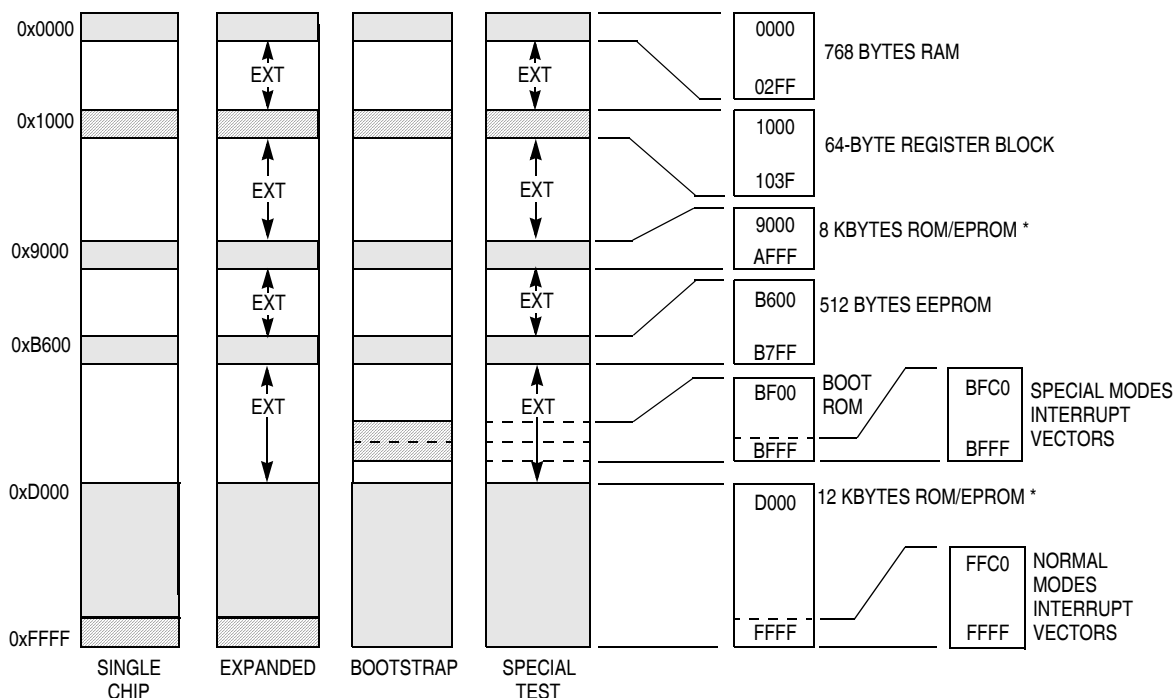 0x0000
0x1000
0x9000
0xB600
0xD000
0xFFFF
EXT
EXT
EXT
EXT
EXT
EXT
EXT
EXT
SINGLE
CHIP
EXPANDED
BOOTSTRAP
SPECIAL
TEST
0000
02FF
768 BYTES RAM
1000
103F
64-BYTE REGISTER BLOCK
9000
AFFF
8 KBYTES ROM/EPROM *
B600
B7FF
512 BYTES EEPROM
BF00
BFFF
BOOT
ROM
BFC0
BFFF
SPECIAL MODES
INTERRUPT
VECTORS
D000
FFFF
12 KBYTES ROM/EPROM *
FFC0
FFFF
NORMAL
MODES
INTERRUPT
VECTORS